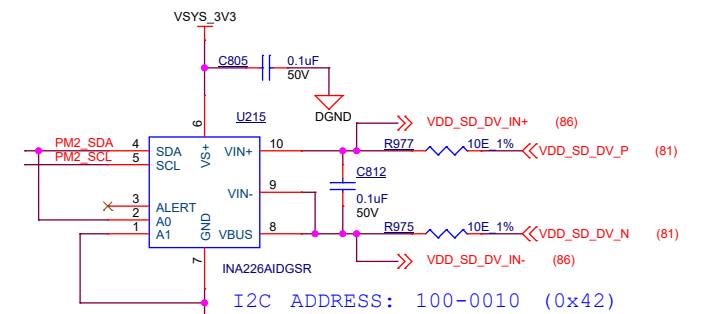 VSYS_3V3
C805 0.1uF
50V
DGND
U215
6
VDD_SD_DV_IN+ (86)
PM2_SDA 4 SDA VS+ VIN+ 10 R977 10E_1% VDD_SD_DV_P (81)
PM2_SCL 5 SCL
C812
VIN- 9
0.1uF
50V
3 ALERT
2 A0
1 A1 GND VBUS 8 R975 10E_1% VDD_SD_DV_N (81)
7
INA226AIDGSR
VDD_SD_DV_IN- (86)
I2C ADDRESS: 100-0010 (0x42)